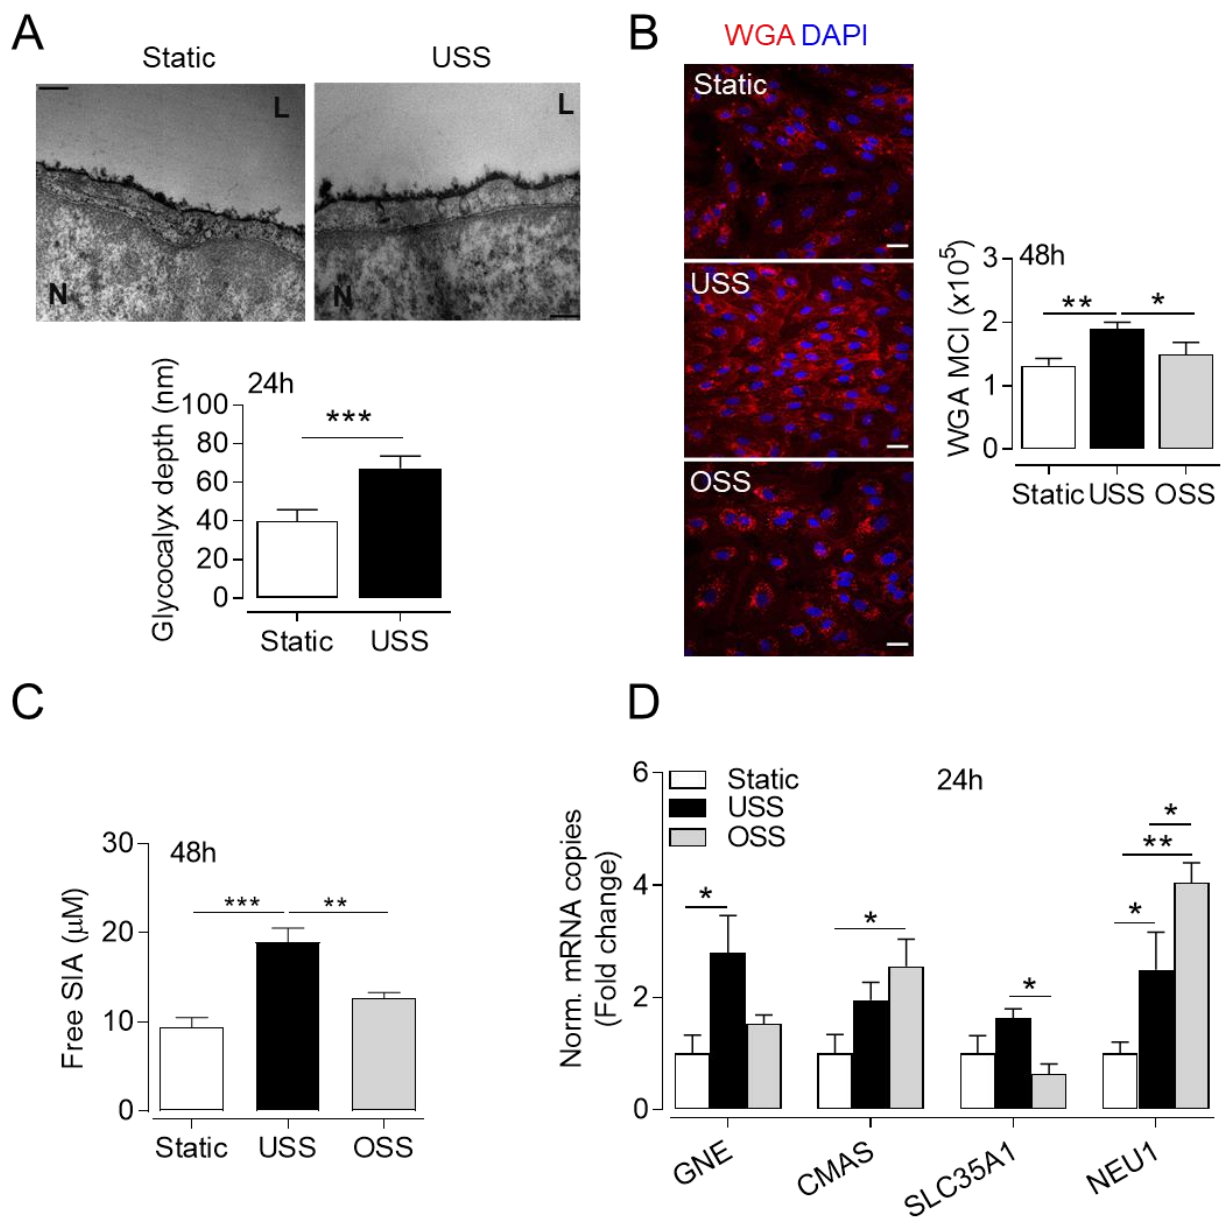 A
Static
USS
L
N
L
N
24h
Glycocalyx depth (nm)
100
80
60
40
20
0
***
Static
USS
B
WGA DAPI
Static
USS
OSS
48h
WGA MCI (x10⁵)
3
2
1
0
**
*
Static USS OSS
C
48h
Free SIA (µM)
30
20
10
0
***
**
Static
USS
OSS
D
24h
Static
USS
OSS
Norm. mRNA copies
(Fold change)
6
4
2
0
*
*
*
*
**
*
GNE
CMAS
SLC35A1
NEU1